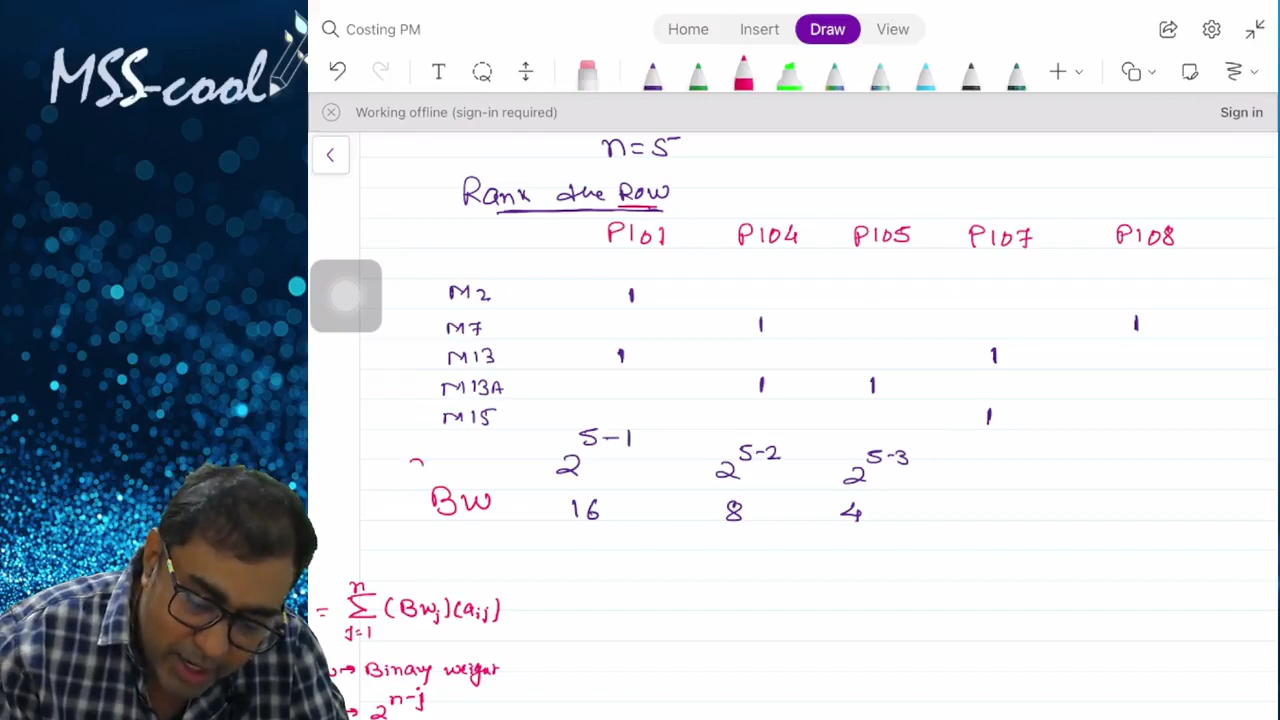 MSS-cool
Costing PM
Home Insert Draw View
Working offline (sign-in required) Sign in
n=5
Rank the Row
P101 P104 P105 P107 P108
M2 1
M7 1 1
M13 1 1
M13A 1 1
M15 1
2^5-1 2^5-2 2^5-3
BW 16 8 4
= n∑j=1 (Bwj)(aij)
→ Binary weight
→ 2^n-j